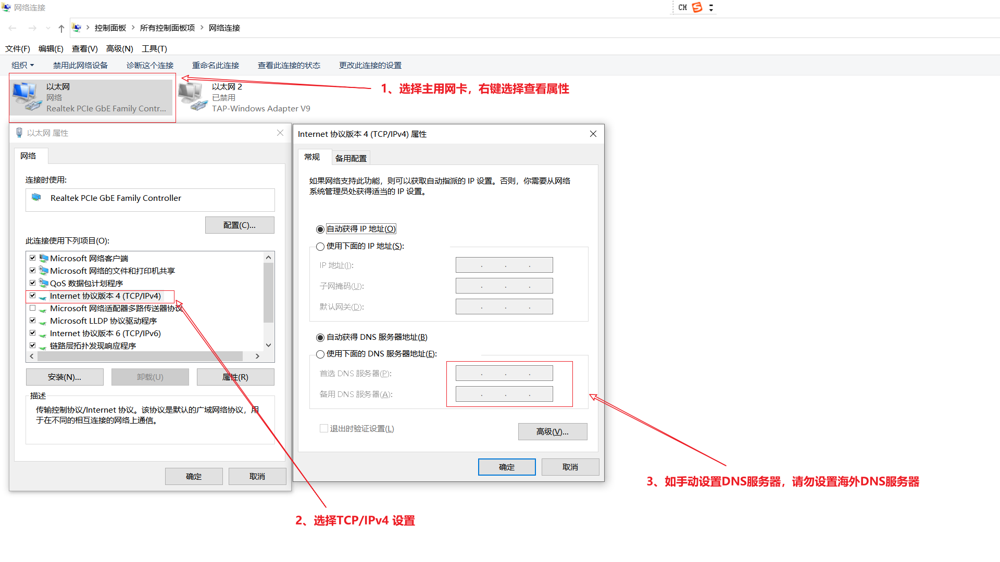 网络连接
CH
控制面板 > 所有控制面板项 > 网络连接
文件(F) 编辑(E) 查看(V) 高级(N) 工具(T)
组织 禁用此网络设备 诊断这个连接 重命名此连接 查看此连接的状态 更改此连接的设置
以太网
网络
Realtek PCIe GbE Family Contr...
以太网 2
已禁用
TAP-Windows Adapter V9
1、选择主用网卡，右键选择查看属性
以太网 属性
网络
连接时使用:
Realtek PCIe GbE Family Controller
配置(C)...
此连接使用下列项目(O):
Microsoft 网络客户端
Microsoft 网络的文件和打印机共享
QoS 数据包计划程序
Internet 协议版本 4 (TCP/IPv4)
Microsoft 网络适配器多路传送器协议
Microsoft LLDP 协议驱动程序
Internet 协议版本 6 (TCP/IPv6)
链路层拓扑发现响应程序
安装(N)... 卸载(U) 属性(R)
描述
传输控制协议/Internet 协议。该协议是默认的广域网络协议，用
于在不同的相互连接的网络上通信。
确定 取消
Internet 协议版本 4 (TCP/IPv4) 属性
常规 备用配置
如果网络支持此功能，则可以获取自动指派的 IP 设置。否则，你需要从网络
系统管理员处获得适当的 IP 设置。
自动获得 IP 地址(O)
使用下面的 IP 地址(S):
IP 地址(I):
子网掩码(U):
默认网关(D):
自动获得 DNS 服务器地址(B)
使用下面的 DNS 服务器地址(E):
首选 DNS 服务器(P):
备用 DNS 服务器(A):
退出时验证设置(L)
高级(V)...
确定 取消
3、如手动设置DNS服务器，请勿设置海外DNS服务器
2、选择TCP/IPv4 设置